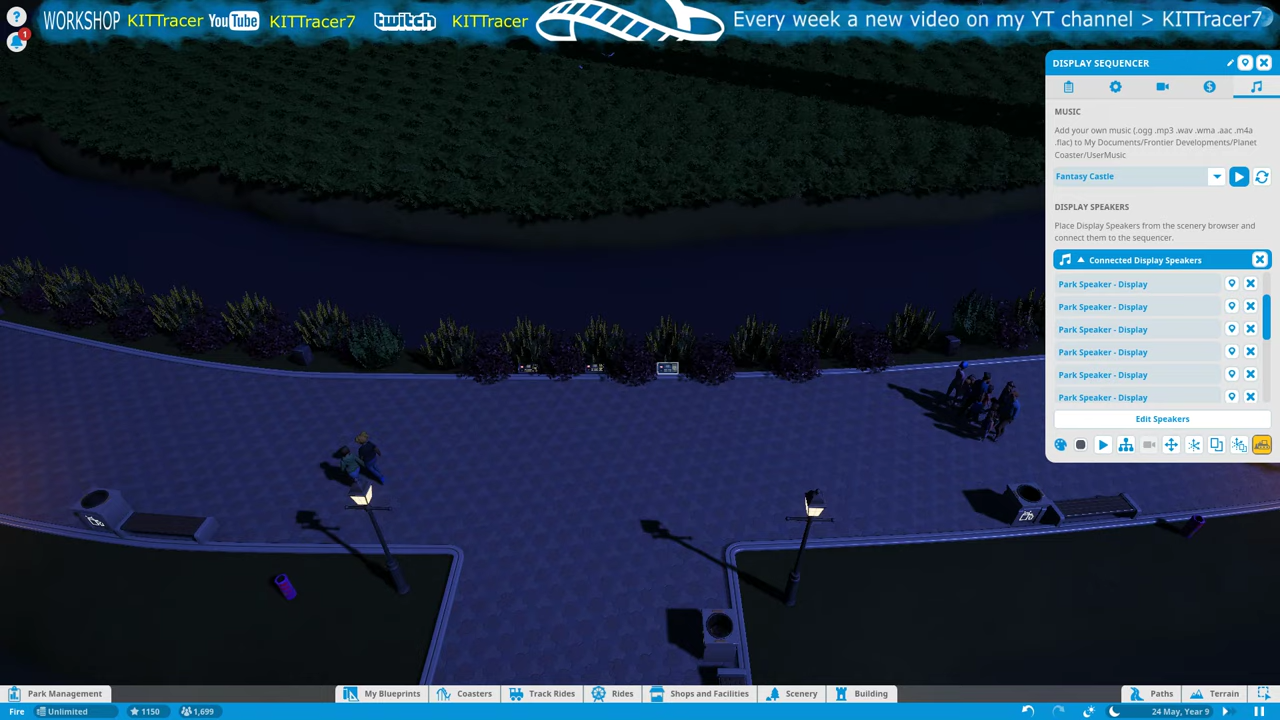 WORKSHOP KITTracer YouTube KITTracer7 twitch KITTracer Every week a new video on my YT channel > KITTracer7
?
1
DISPLAY SEQUENCER
MUSIC
Add your own music (.ogg .mp3 .wav .wma .aac .m4a
.flac) to My Documents/Frontier Developments/Planet
Coaster/UserMusic
Fantasy Castle
DISPLAY SPEAKERS
Place Display Speakers from the scenery browser and
connect them to the sequencer.
Connected Display Speakers
Park Speaker - Display
Park Speaker - Display
Park Speaker - Display
Park Speaker - Display
Park Speaker - Display
Park Speaker - Display
Edit Speakers
Park Management My Blueprints Coasters Track Rides Rides Shops and Facilities Scenery Building Paths Terrain
Fire Unlimited 1150 1,699 24 May, Year 9